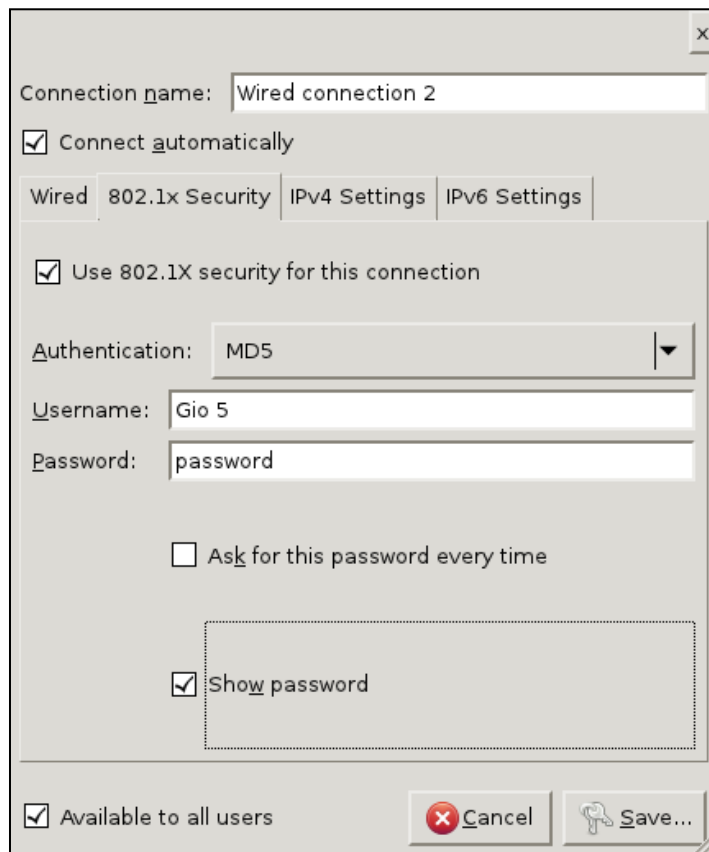 x
Connection name: Wired connection 2
Connect automatically
Wired 802.1x Security IPv4 Settings IPv6 Settings
Use 802.1X security for this connection
Authentication: MD5
Username: Gio 5
Password: password
Ask for this password every time
Show password
Available to all users Cancel Save...